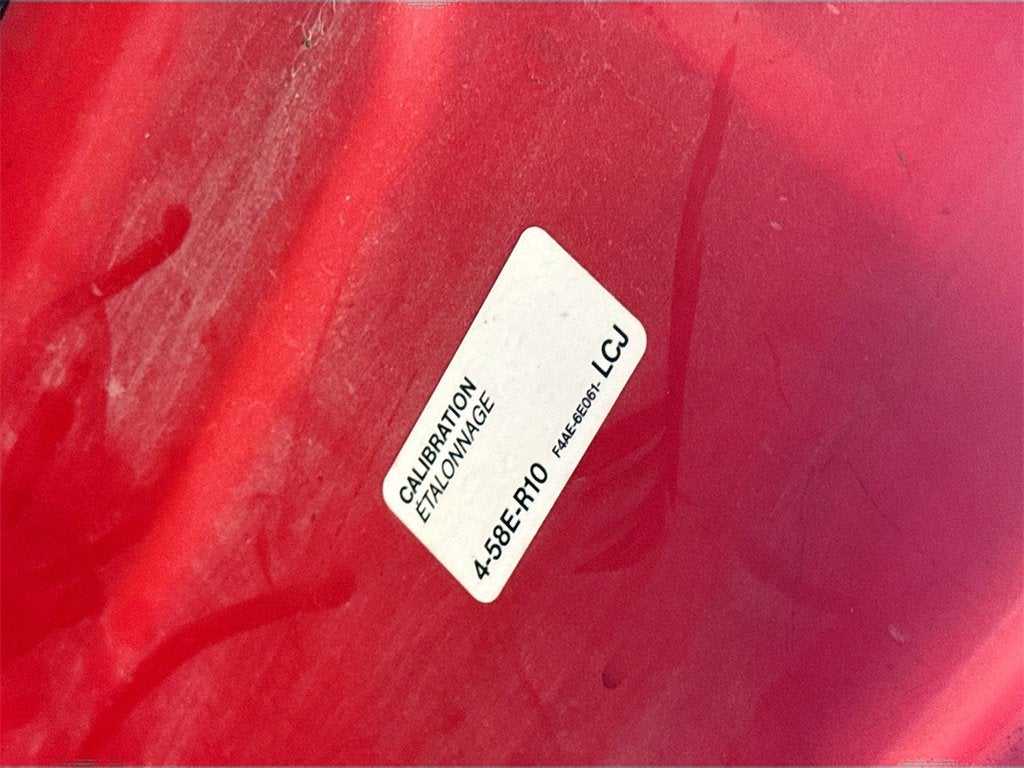 CALIBRATION
ÉTALONNAGE
4-58E-R10 F4AE-6E061- LCJ